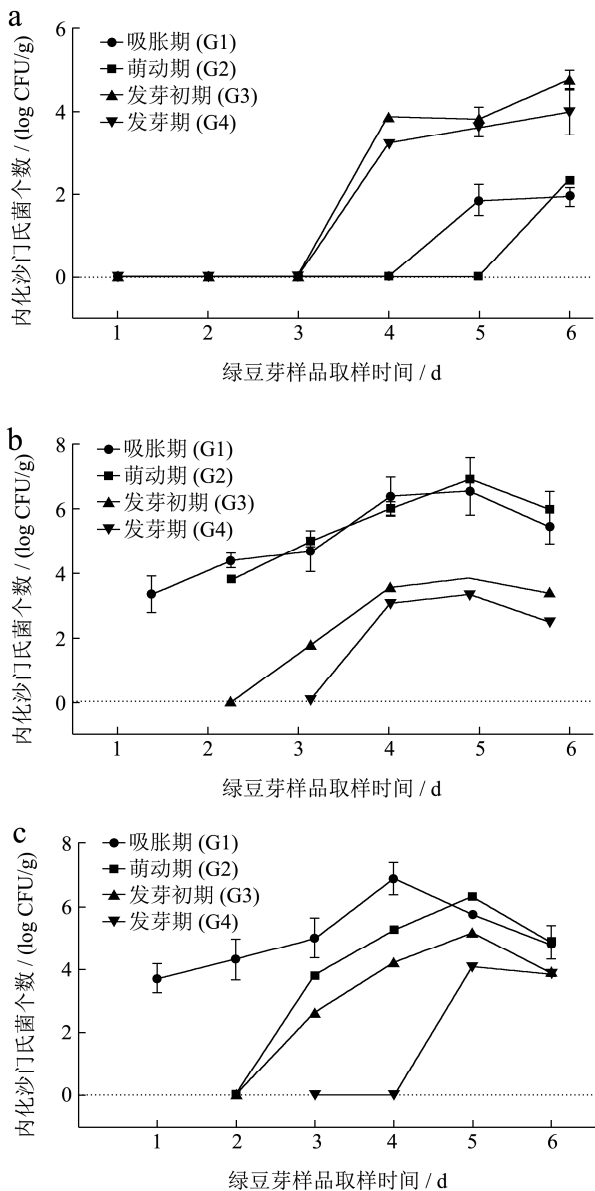 a
6
4
2
0
内化沙门氏菌个数 / (log CFU/g)
吸胀期 (G1)
萌动期 (G2)
发芽初期 (G3)
发芽期 (G4)
1 2 3 4 5 6
绿豆芽样品取样时间 / d
b
8
6
4
2
0
内化沙门氏菌个数 / (log CFU/g)
吸胀期 (G1)
萌动期 (G2)
发芽初期 (G3)
发芽期 (G4)
1 2 3 4 5 6
绿豆芽样品取样时间 / d
c
8
6
4
2
0
内化沙门氏菌个数 / (log CFU/g)
吸胀期 (G1)
萌动期 (G2)
发芽初期 (G3)
发芽期 (G4)
1 2 3 4 5 6
绿豆芽样品取样时间 / d